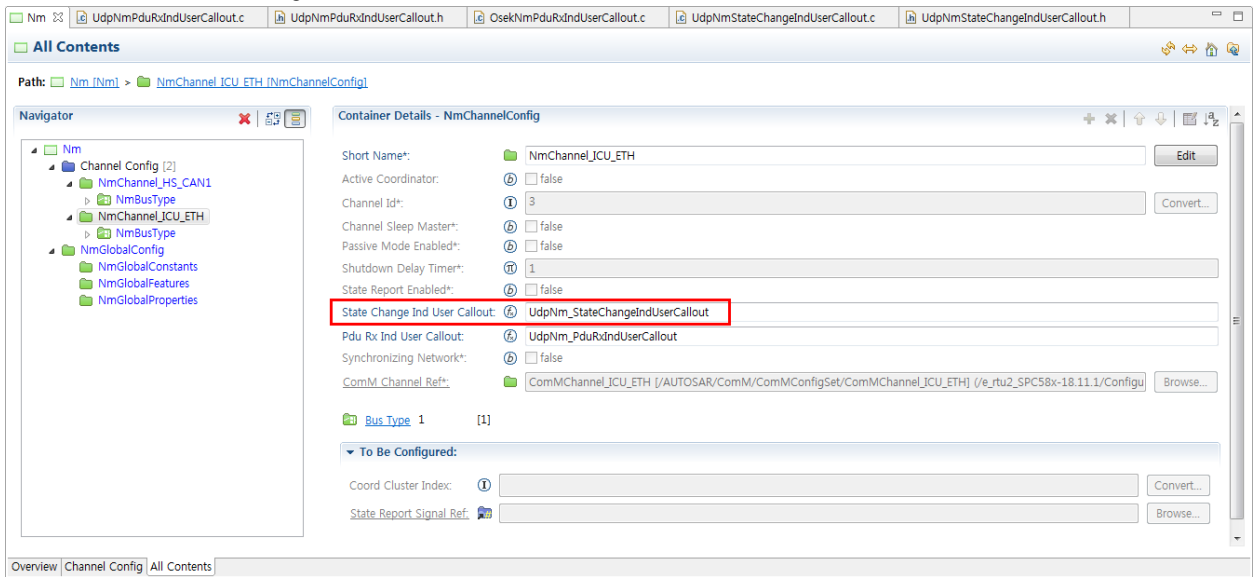 Nm UdpNmPduRxIndUserCallout.c UdpNmPduRxIndUserCallout.h OsekNmPduRxIndUserCallout.c UdpNmStateChangeIndUserCallout.c UdpNmStateChangeIndUserCallout.h
All Contents
Path: Nm [Nm] > NmChannel_ICU_ETH [NmChannelConfig]
Navigator
Nm
Channel Config [2]
NmChannel_HS_CAN1
NmBusType
NmChannel_ICU_ETH
NmBusType
NmGlobalConfig
NmGlobalConstants
NmGlobalFeatures
NmGlobalProperties
Container Details - NmChannelConfig
Short Name*: NmChannel_ICU_ETH Edit
Active Coordinator: false
Channel Id*: 3 Convert...
Channel Sleep Master*: false
Passive Mode Enabled*: false
Shutdown Delay Timer*: 1
State Report Enabled*: false
State Change Ind User Callout: UdpNm_StateChangeIndUserCallout
Pdu Rx Ind User Callout: UdpNm_PduRxIndUserCallout
Synchronizing Network*: false
ComM Channel Ref*: ComMChannel_ICU_ETH [/AUTOSAR/ComM/ComMConfigSet/ComMChannel_ICU_ETH] (/e_rtu2_SPC58x-18.11.1/Configu Browse...
Bus Type 1 [1]
To Be Configured:
Coord Cluster Index: Convert...
State Report Signal Ref: Browse...
Overview Channel Config All Contents